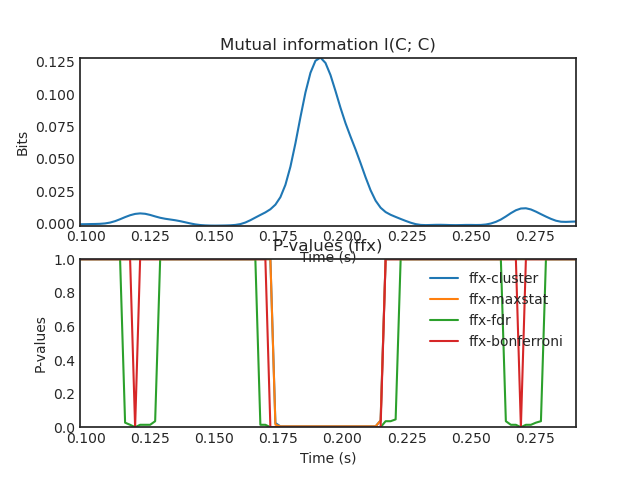 Mutual information I(C; C)
0.125
0.100
0.075
0.050
0.025
0.000
Bits
0.100 0.125 0.150 0.175 0.200 0.225 0.250 0.275
Time (s)
P-values (ffx)
1.0
0.8
0.6
0.4
0.2
0.0
P-values
ffx-cluster
ffx-maxstat
ffx-fdr
ffx-bonferroni
0.100 0.125 0.150 0.175 0.200 0.225 0.250 0.275
Time (s)